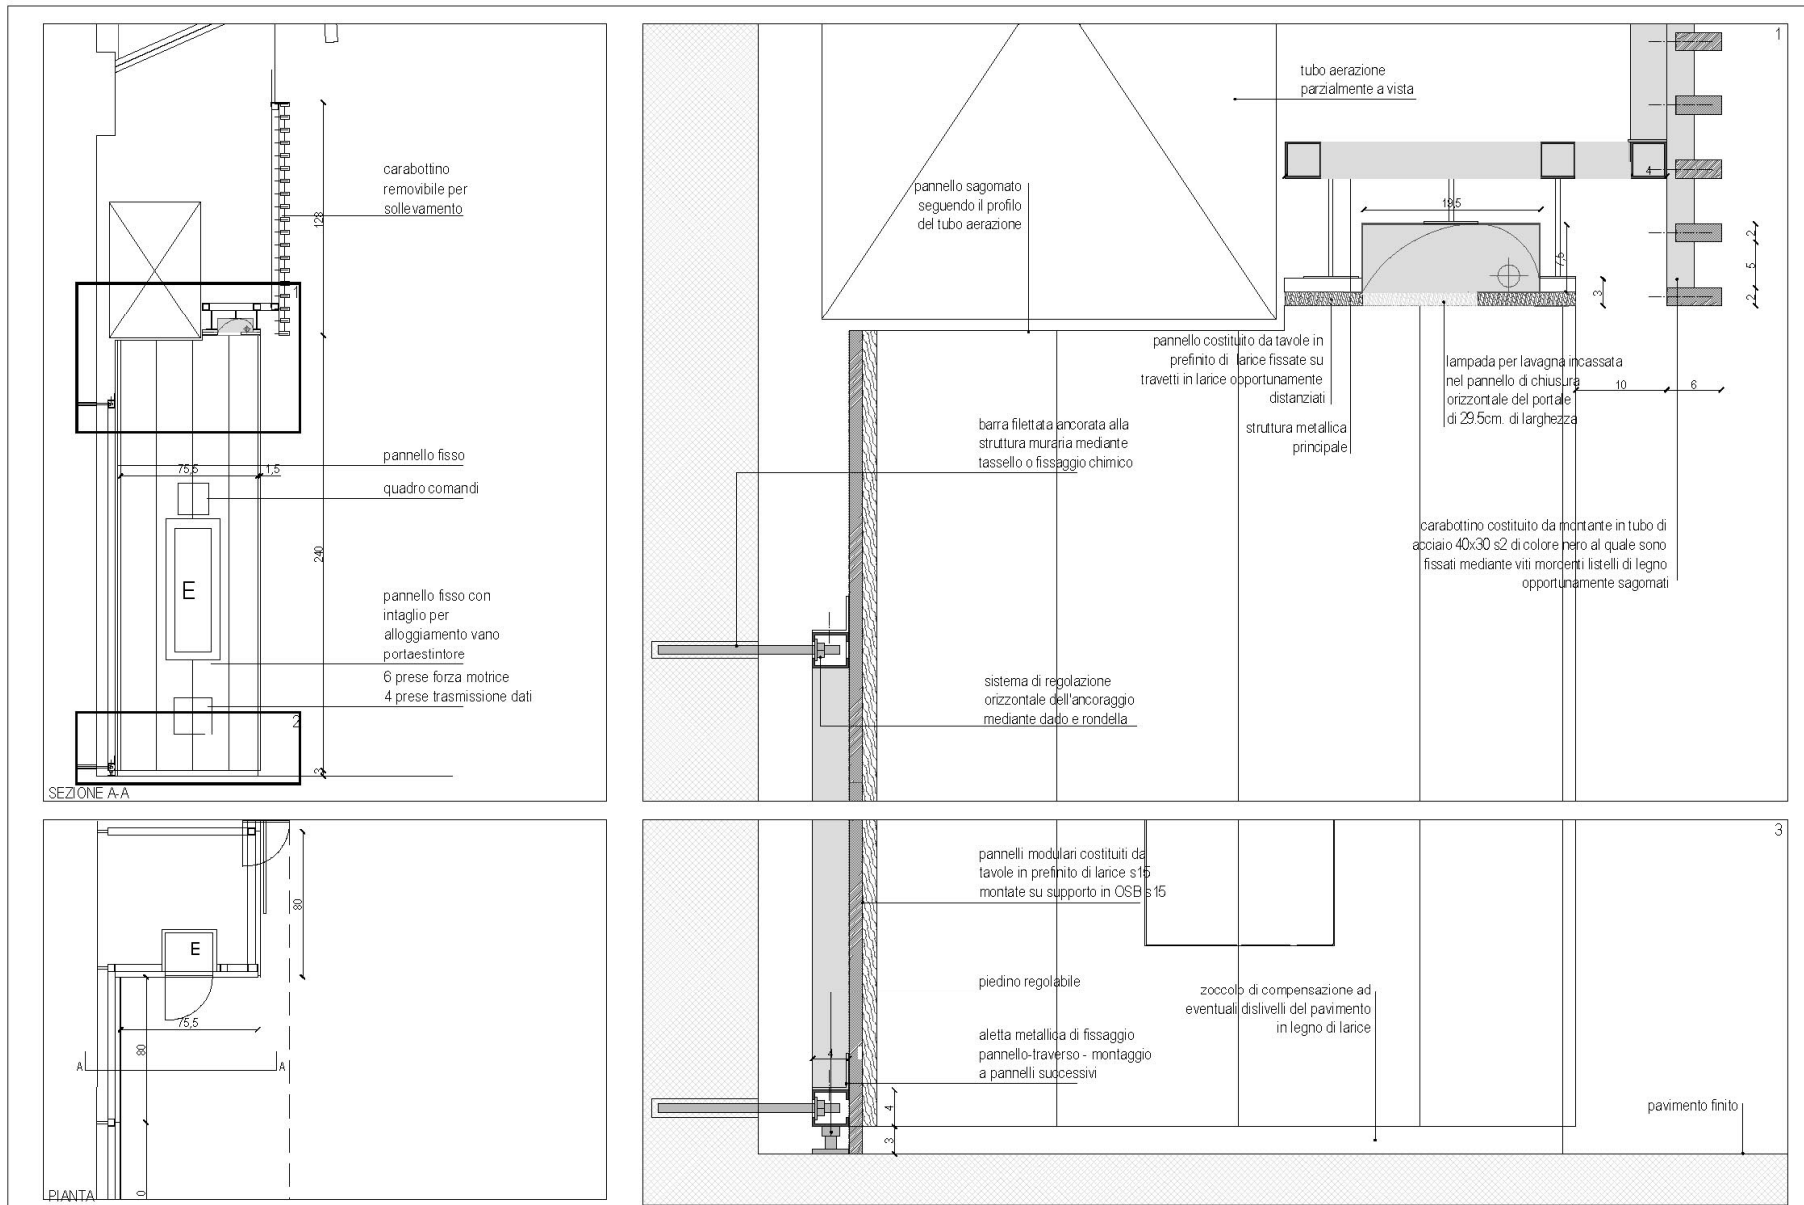 carabottino
removibile per
sollevamento
128
1
pannello fisso
75,5
1,5
quadro comandi
240
E
pannello fisso con
intaglio per
alloggiamento vano
portaestintore
6 prese forza motrice
4 prese trasmissione dati
2
3
SEZIONE A-A
1
tubo aerazione
parzialmente a vista
pannello sagomato
seguendo il profilo
del tubo aerazione
4
19,5
7,5
3
2
5
2
pannello costituito da tavole in
prefinito di larice fissate su
travetti in larice opportunamente
distanziati
struttura metallica
principale
lampada per lavagna incassata
nel pannello di chiusura
orizzontale del portale
di 29.5cm. di larghezza
10
6
barra filettata ancorata alla
struttura muraria mediante
tassello o fissaggio chimico
carabottino costituito da montante in tubo di
acciaio 40x30 s2 di colore nero al quale sono
fissati mediante viti mordenti listelli di legno
opportunamente sagomati
sistema di regolazione
orizzontale dell'ancoraggio
mediante dado e rondella
80
E
75,5
80
A
A
0
PIANTA
3
pannelli modulari costituiti da
tavole in prefinito di larice s15
montate su supporto in OSB s15
piedino regolabile
zoccolo di compensazione ad
eventuali dislivelli del pavimento
in legno di larice
aletta metallica di fissaggio
pannello-traverso - montaggio
a pannelli successivi
4
4
3
pavimento finito